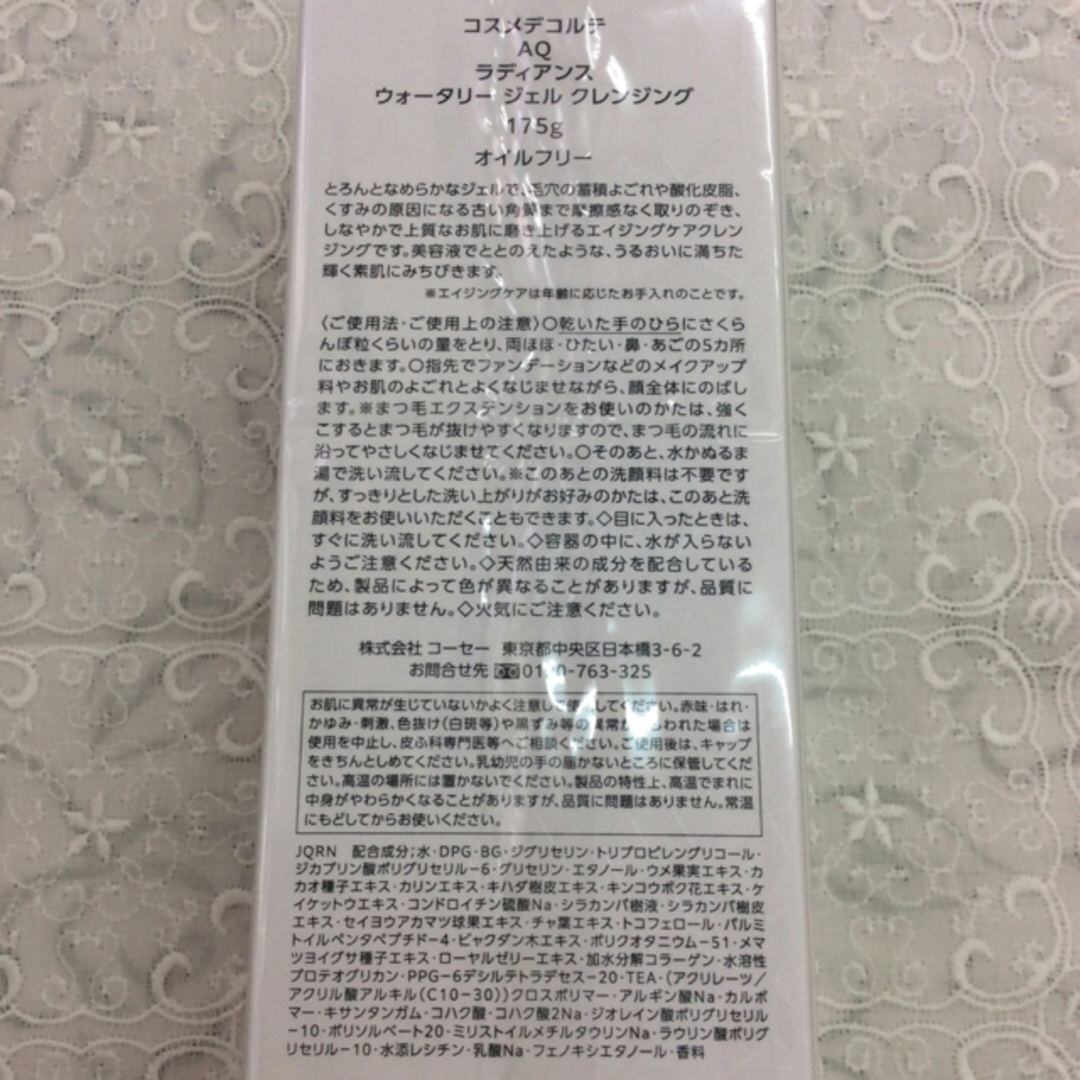 コスメデコルテ
AQ
ラディアンス
ウォータリー ジェル クレンジング
175g
オイルフリー
とろんとなめらかなジェルで、毛穴の蓄積よごれや酸化皮脂、
くすみの原因になる古い角質まで摩擦感なく取りのぞき、
しなやかで上質なお肌に磨き上げるエイジングケアクレン
ジングです。美容液でととのえたような、うるおいに満ちた
輝く素肌にみちびきます。
※エイジングケアは年齢に応じたお手入れのことです。
〈ご使用法・ご使用上の注意〉○乾いた手のひらにさくら
んぼ粒くらいの量をとり、両ほほ・ひたい・鼻・あごの5カ所
におきます。○指先でファンデーションなどのメイクアップ
料やお肌のよごれとよくなじませながら、顔全体にのばし
ます。※まつ毛エクステンションをお使いのかたは、強く
こするとまつ毛が抜けやすくなりますので、まつ毛の流れに
沿ってやさしくなじませてください。○そのあと、水かぬるま
湯で洗い流してください。※このあとの洗顔料は不要です
が、すっきりとした洗い上がりがお好みのかたは、このあと洗
顔料をお使いいただくこともできます。◇目に入ったときは、
すぐに洗い流してください。◇容器の中に、水が入らない
ようご注意ください。◇天然由来の成分を配合している
ため、製品によって色が異なることがありますが、品質に
問題はありません。◇火気にご注意ください。
株式会社 コーセー 東京都中央区日本橋3-6-2
お問合せ先 0120-763-325
お肌に異常が生じていないかよく注意して使用してください。赤味・はれ・
かゆみ・刺激、色抜け(白斑等)や黒ずみ等の異常があらわれた場合は
使用を中止し、皮ふ科専門医等へご相談ください。ご使用後は、キャップ
をきちんとしめてください。乳幼児の手の届かないところに保管してくだ
さい。高温の場所には置かないでください。製品の特性上、高温でまれに
中身がやわらかくなることがありますが、品質に問題はありません。常温
にもどしてからお使いください。
JQRN 配合成分;水・DPG・BG・ジグリセリン・トリプロピレングリコール・
ジカプリン酸ポリグリセリル-6・グリセリン・エタノール・ウメ果実エキス・カ
カオ種子エキス・カリンエキス・キハダ樹皮エキス・キンコウボク花エキス・ケ
イケットウエキス・コンドロイチン硫酸Na・シラカンバ樹液・シラカンバ樹皮
エキス・セイヨウアカマツ球果エキス・チャ葉エキス・トコフェロール・パルミ
トイルペンタペプチド-4・ビャクダン木エキス・ポリクオタニウム-51・メマ
ツヨイグサ種子エキス・ローヤルゼリーエキス・加水分解コラーゲン・水溶性
プロテオグリカン・PPG-6デシルテトラデセス-20・TEA・(アクリレーツ/
アクリル酸アルキル(C10-30))クロスポリマー・アルギン酸Na・カルボ
マー・キサンタンガム・コハク酸・コハク酸2Na・ジオレイン酸ポリグリセリル
-10・ポリソルベート20・ミリストイルメチルタウリンNa・ラウリン酸ポリグ
リセリル-10・水添レシチン・乳酸Na・フェノキシエタノール・香料